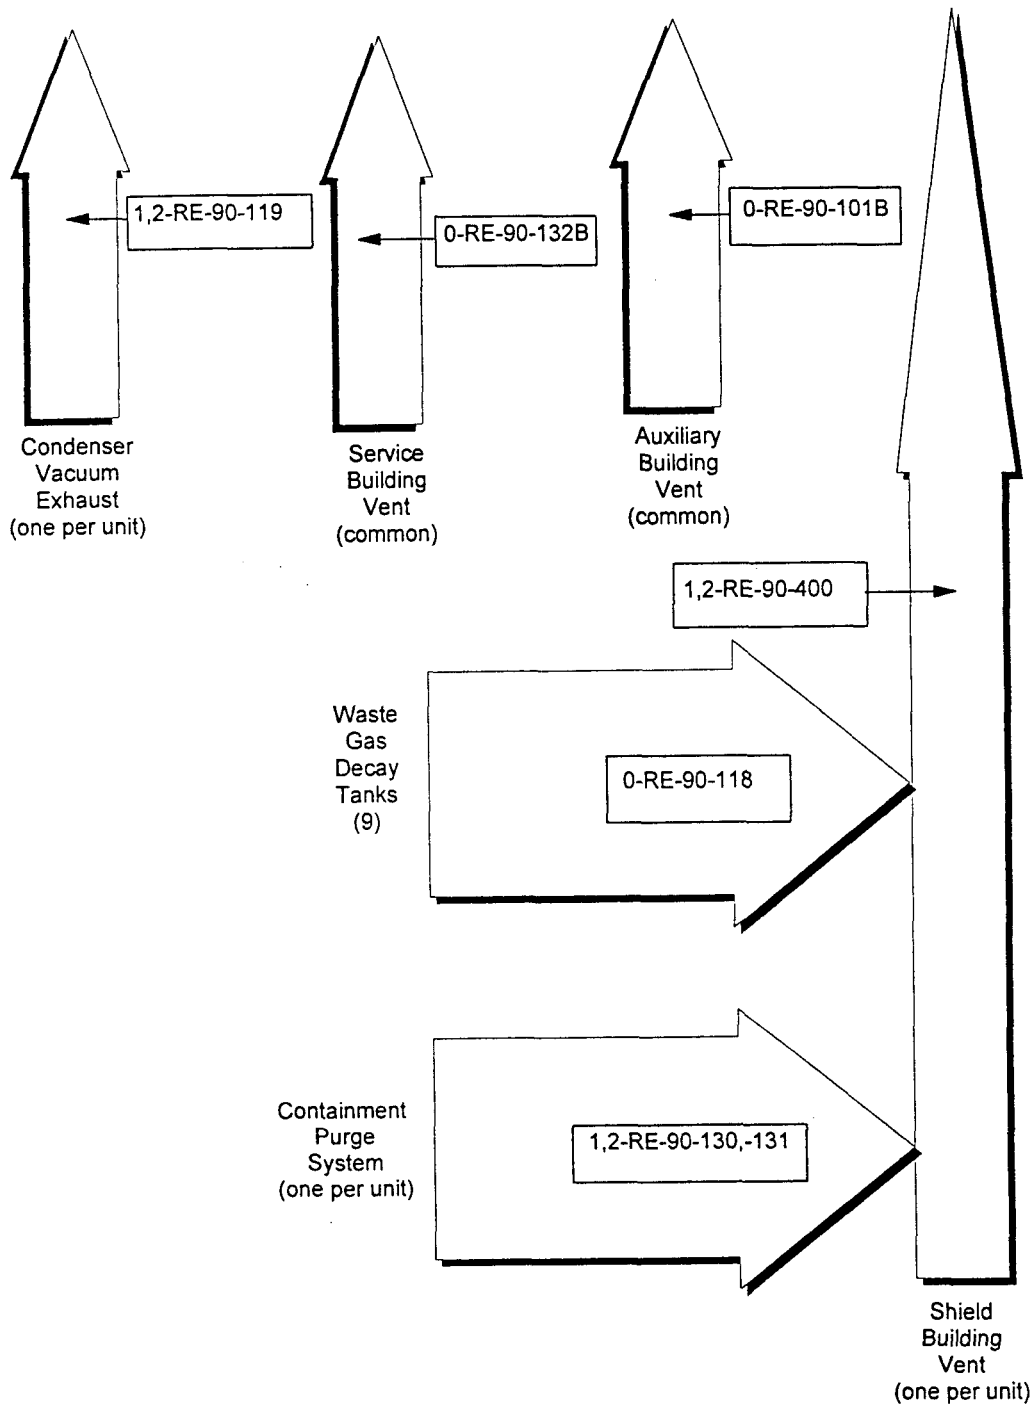 1,2-RE-90-119
0-RE-90-132B
0-RE-90-101B
Condenser
Vacuum
Exhaust
(one per unit)
Service
Building
Vent
(common)
Auxiliary
Building
Vent
(common)
1,2-RE-90-400
Waste
Gas
Decay
Tanks
(9)
0-RE-90-118
Containment
Purge
System
(one per unit)
1,2-RE-90-130,-131
Shield
Building
Vent
(one per unit)